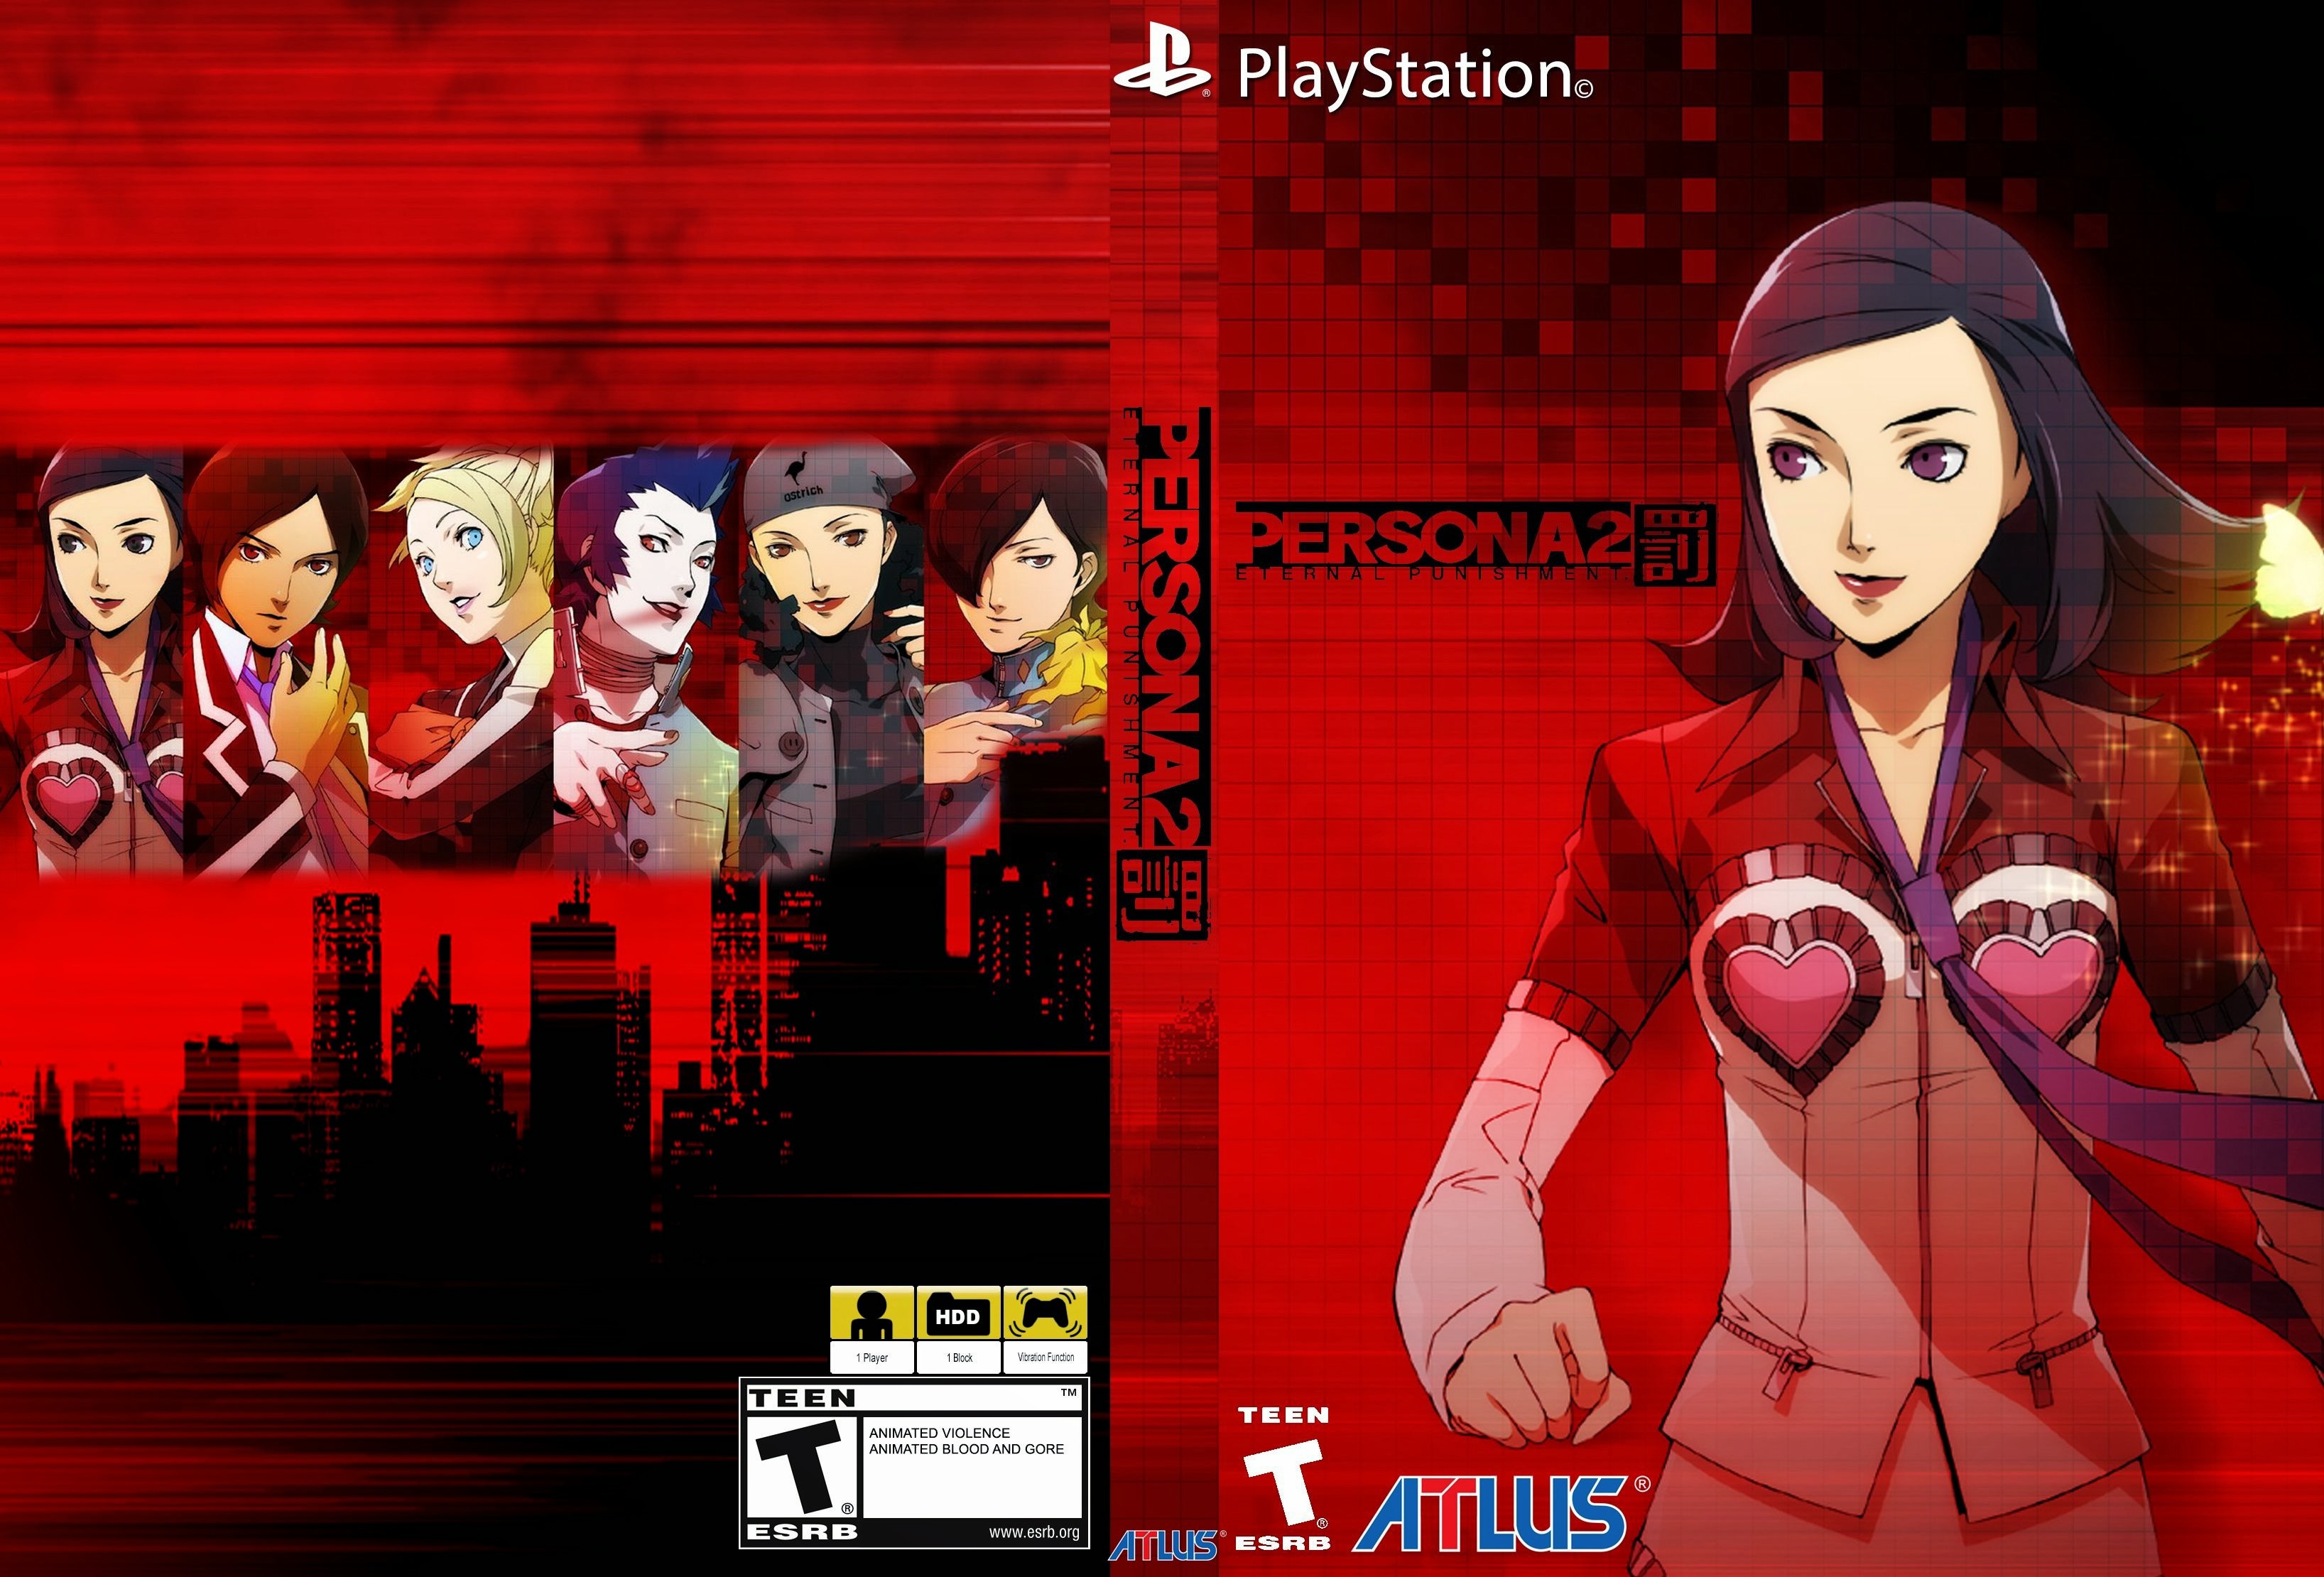 ostrich
1 Player
HDD
1 Block
Vibration Function
TEEN ™
T®
ANIMATED VIOLENCE
ANIMATED BLOOD AND GORE
ESRB
www.esrb.org
®
PERSONA2罰
ETERNAL PUNISHMENT.
ATLUS®
PlayStation©
PERSONA2罰
ETERNAL PUNISHMENT.
TEEN
T®
ESRB
ATLUS®